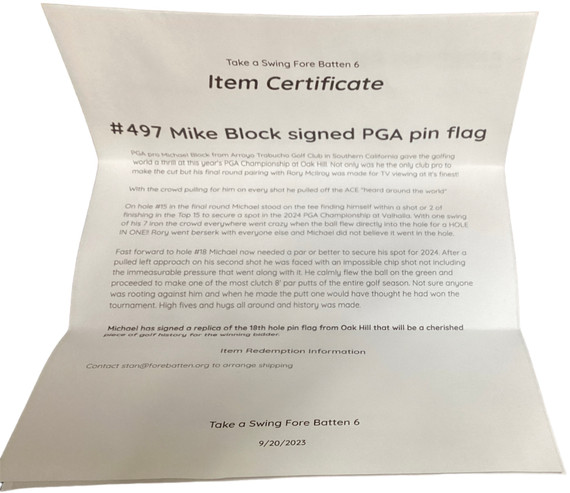 Take a Swing Fore Batten 6
Item Certificate
#497 Mike Block signed PGA pin flag
PGA pro Michael Block from Arroyo Trabucho Golf Club in Southern California gave the golfing
world a thrill at this year's PGA Championship at Oak Hill. Not only was he the only club pro to
make the cut but his final round pairing with Rory McIlroy was made for TV viewing at it's finest!
With the crowd pulling for him on every shot he pulled off the ACE "heard around the world"
On hole #15 in the final round Michael stood on the tee finding himself within a shot or 2 of
finishing in the Top 15 to secure a spot in the 2024 PGA Championship at Valhalla. With one swing
of his 7 iron the crowd everywhere went crazy when the ball flew directly into the hole for a HOLE
IN ONE!! Rory went berserk with everyone else and Michael did not believe it went in the hole.
Fast forward to hole #18 Michael now needed a par or better to secure his spot for 2024. After a
pulled left approach on his second shot he was faced with an impossible chip shot not including
the immeasurable pressure that went along with it. He calmly flew the ball on the green and
proceeded to make one of the most clutch 8' par putts of the entire golf season. Not sure anyone
was rooting against him and when he made the putt one would have thought he had won the
tournament. High fives and hugs all around and history was made.
Michael has signed a replica of the 18th hole pin flag from Oak Hill that will be a cherished
piece of golf history for the winning bidder.
Item Redemption Information
Contact stan@forebatten.org to arrange shipping
Take a Swing Fore Batten 6
9/20/2023